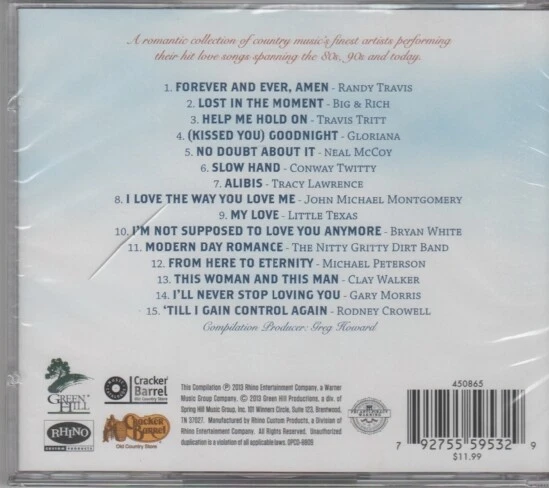 A romantic collection of country music's finest artists performing
their hit love songs spanning the 80s, 90s and today.
1. FOREVER AND EVER, AMEN - RANDY TRAVIS
2. LOST IN THE MOMENT - BIG & RICH
3. HELP ME HOLD ON - TRAVIS TRITT
4. (KISSED YOU) GOODNIGHT - GLORIANA
5. NO DOUBT ABOUT IT - NEAL MCCOY
6. SLOW HAND - CONWAY TWITTY
7. ALIBIS - TRACY LAWRENCE
8. I LOVE THE WAY YOU LOVE ME - JOHN MICHAEL MONTGOMERY
9. MY LOVE - LITTLE TEXAS
10. I'M NOT SUPPOSED TO LOVE YOU ANYMORE - BRYAN WHITE
11. MODERN DAY ROMANCE - THE NITTY GRITTY DIRT BAND
12. FROM HERE TO ETERNITY - MICHAEL PETERSON
13. THIS WOMAN AND THIS MAN - CLAY WALKER
14. I'LL NEVER STOP LOVING YOU - GARY MORRIS
15. 'TILL I GAIN CONTROL AGAIN - RODNEY CROWELL
Compilation Producer: Greg Howard
GREEN HILL
RHINO
CUSTOM PRODUCTS
Cracker
Barrel
Old Country Store
Cracker
Barrel
Old Country Store
This Compilation ℗ 2013 Rhino Entertainment Company, a Warner
Music Group Company. © 2013 Green Hill Productions, a div. of
Spring Hill Music Group, Inc. 101 Winners Circle, Suite 123, Brentwood,
TN 37027. Manufactured by Rhino Custom Products, a Division of
Rhino Entertainment Company. All Rights Reserved. Unauthorized
duplication is a violation of all applicable laws. OPCD-8809
450865
7 92755 59532 9
$11.99